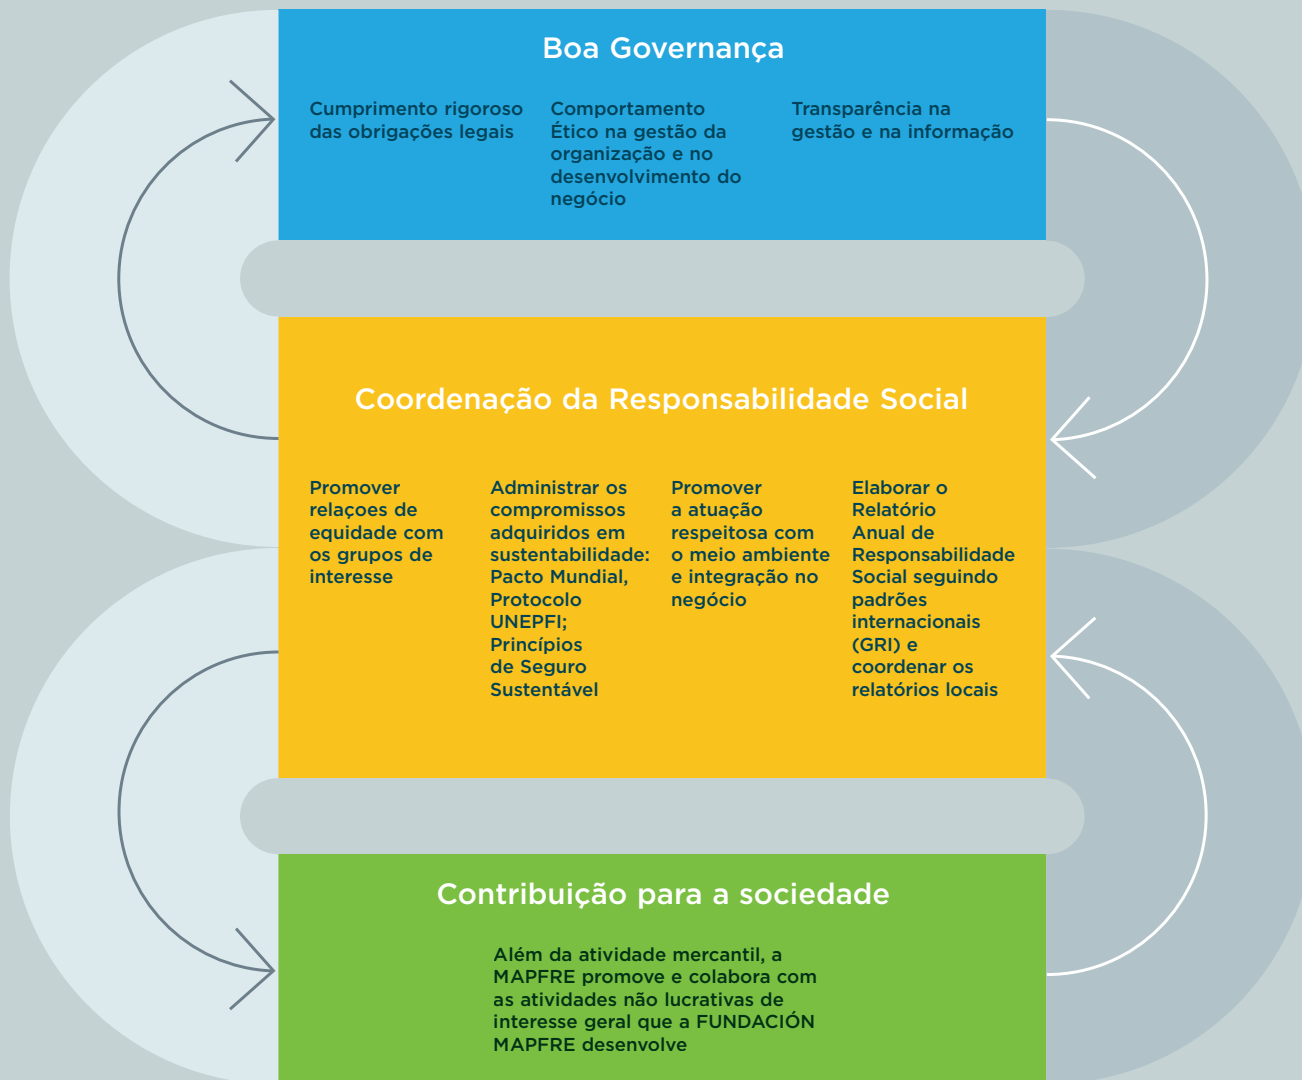 Boa Governança
Cumprimento rigoroso
das obrigações legais
Comportamento
Ético na gestão da
organização e no
desenvolvimento do
negócio
Transparência na
gestão e na informação
Coordenação da Responsabilidade Social
Promover
relaçoes de
equidade com
os grupos de
interesse
Administrar os
compromissos
adquiridos em
sustentabilidade:
Pacto Mundial,
Protocolo
UNEPFI;
Princípios
de Seguro
Sustentável
Promover
a atuação
respeitosa com
o meio ambiente
e integração no
negócio
Elaborar o
Relatório
Anual de
Responsabilidade
Social seguindo
padrões
internacionais
(GRI) e
coordenar os
relatórios locais
Contribuição para a sociedade
Além da atividade mercantil, a
MAPFRE promove e colabora com
as atividades não lucrativas de
interesse geral que a FUNDACIÓN
MAPFRE desenvolve